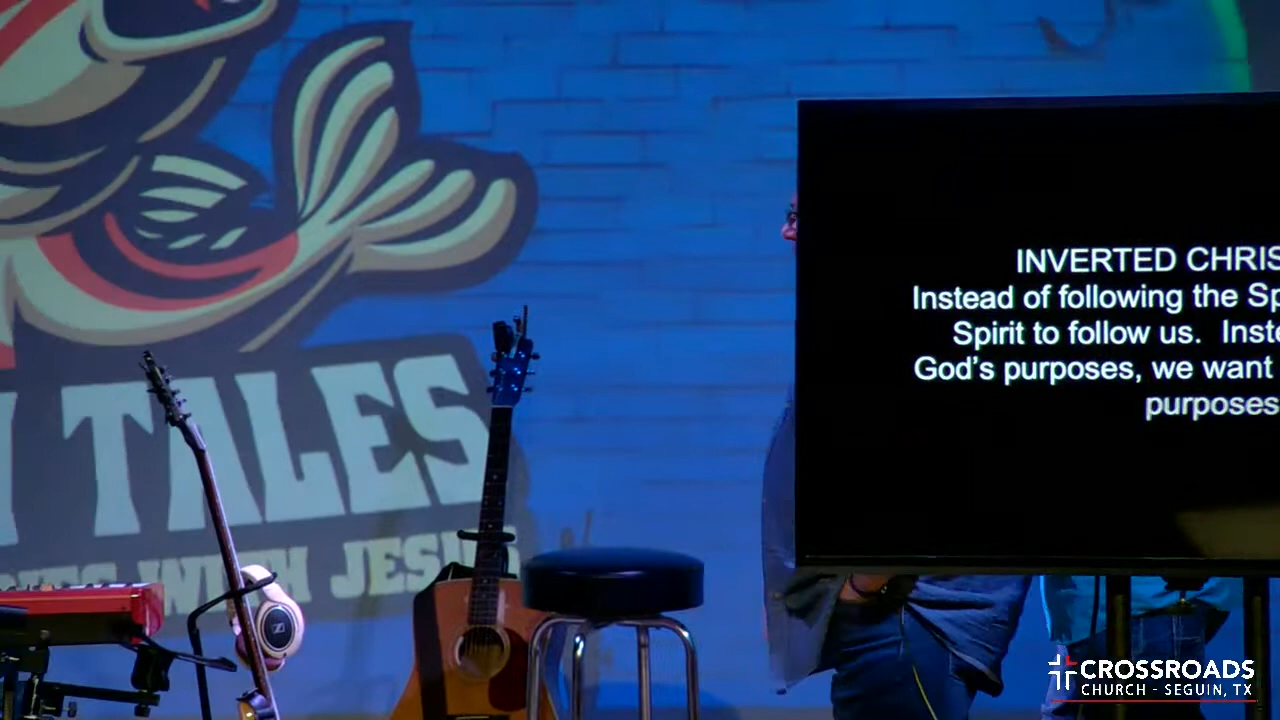 TALES
WITH JESUS
INVERTED CHRIS
Instead of following the Sp
Spirit to follow us. Inste
God's purposes, we want
purposes
CROSSROADS
CHURCH - SEGUIN, TX